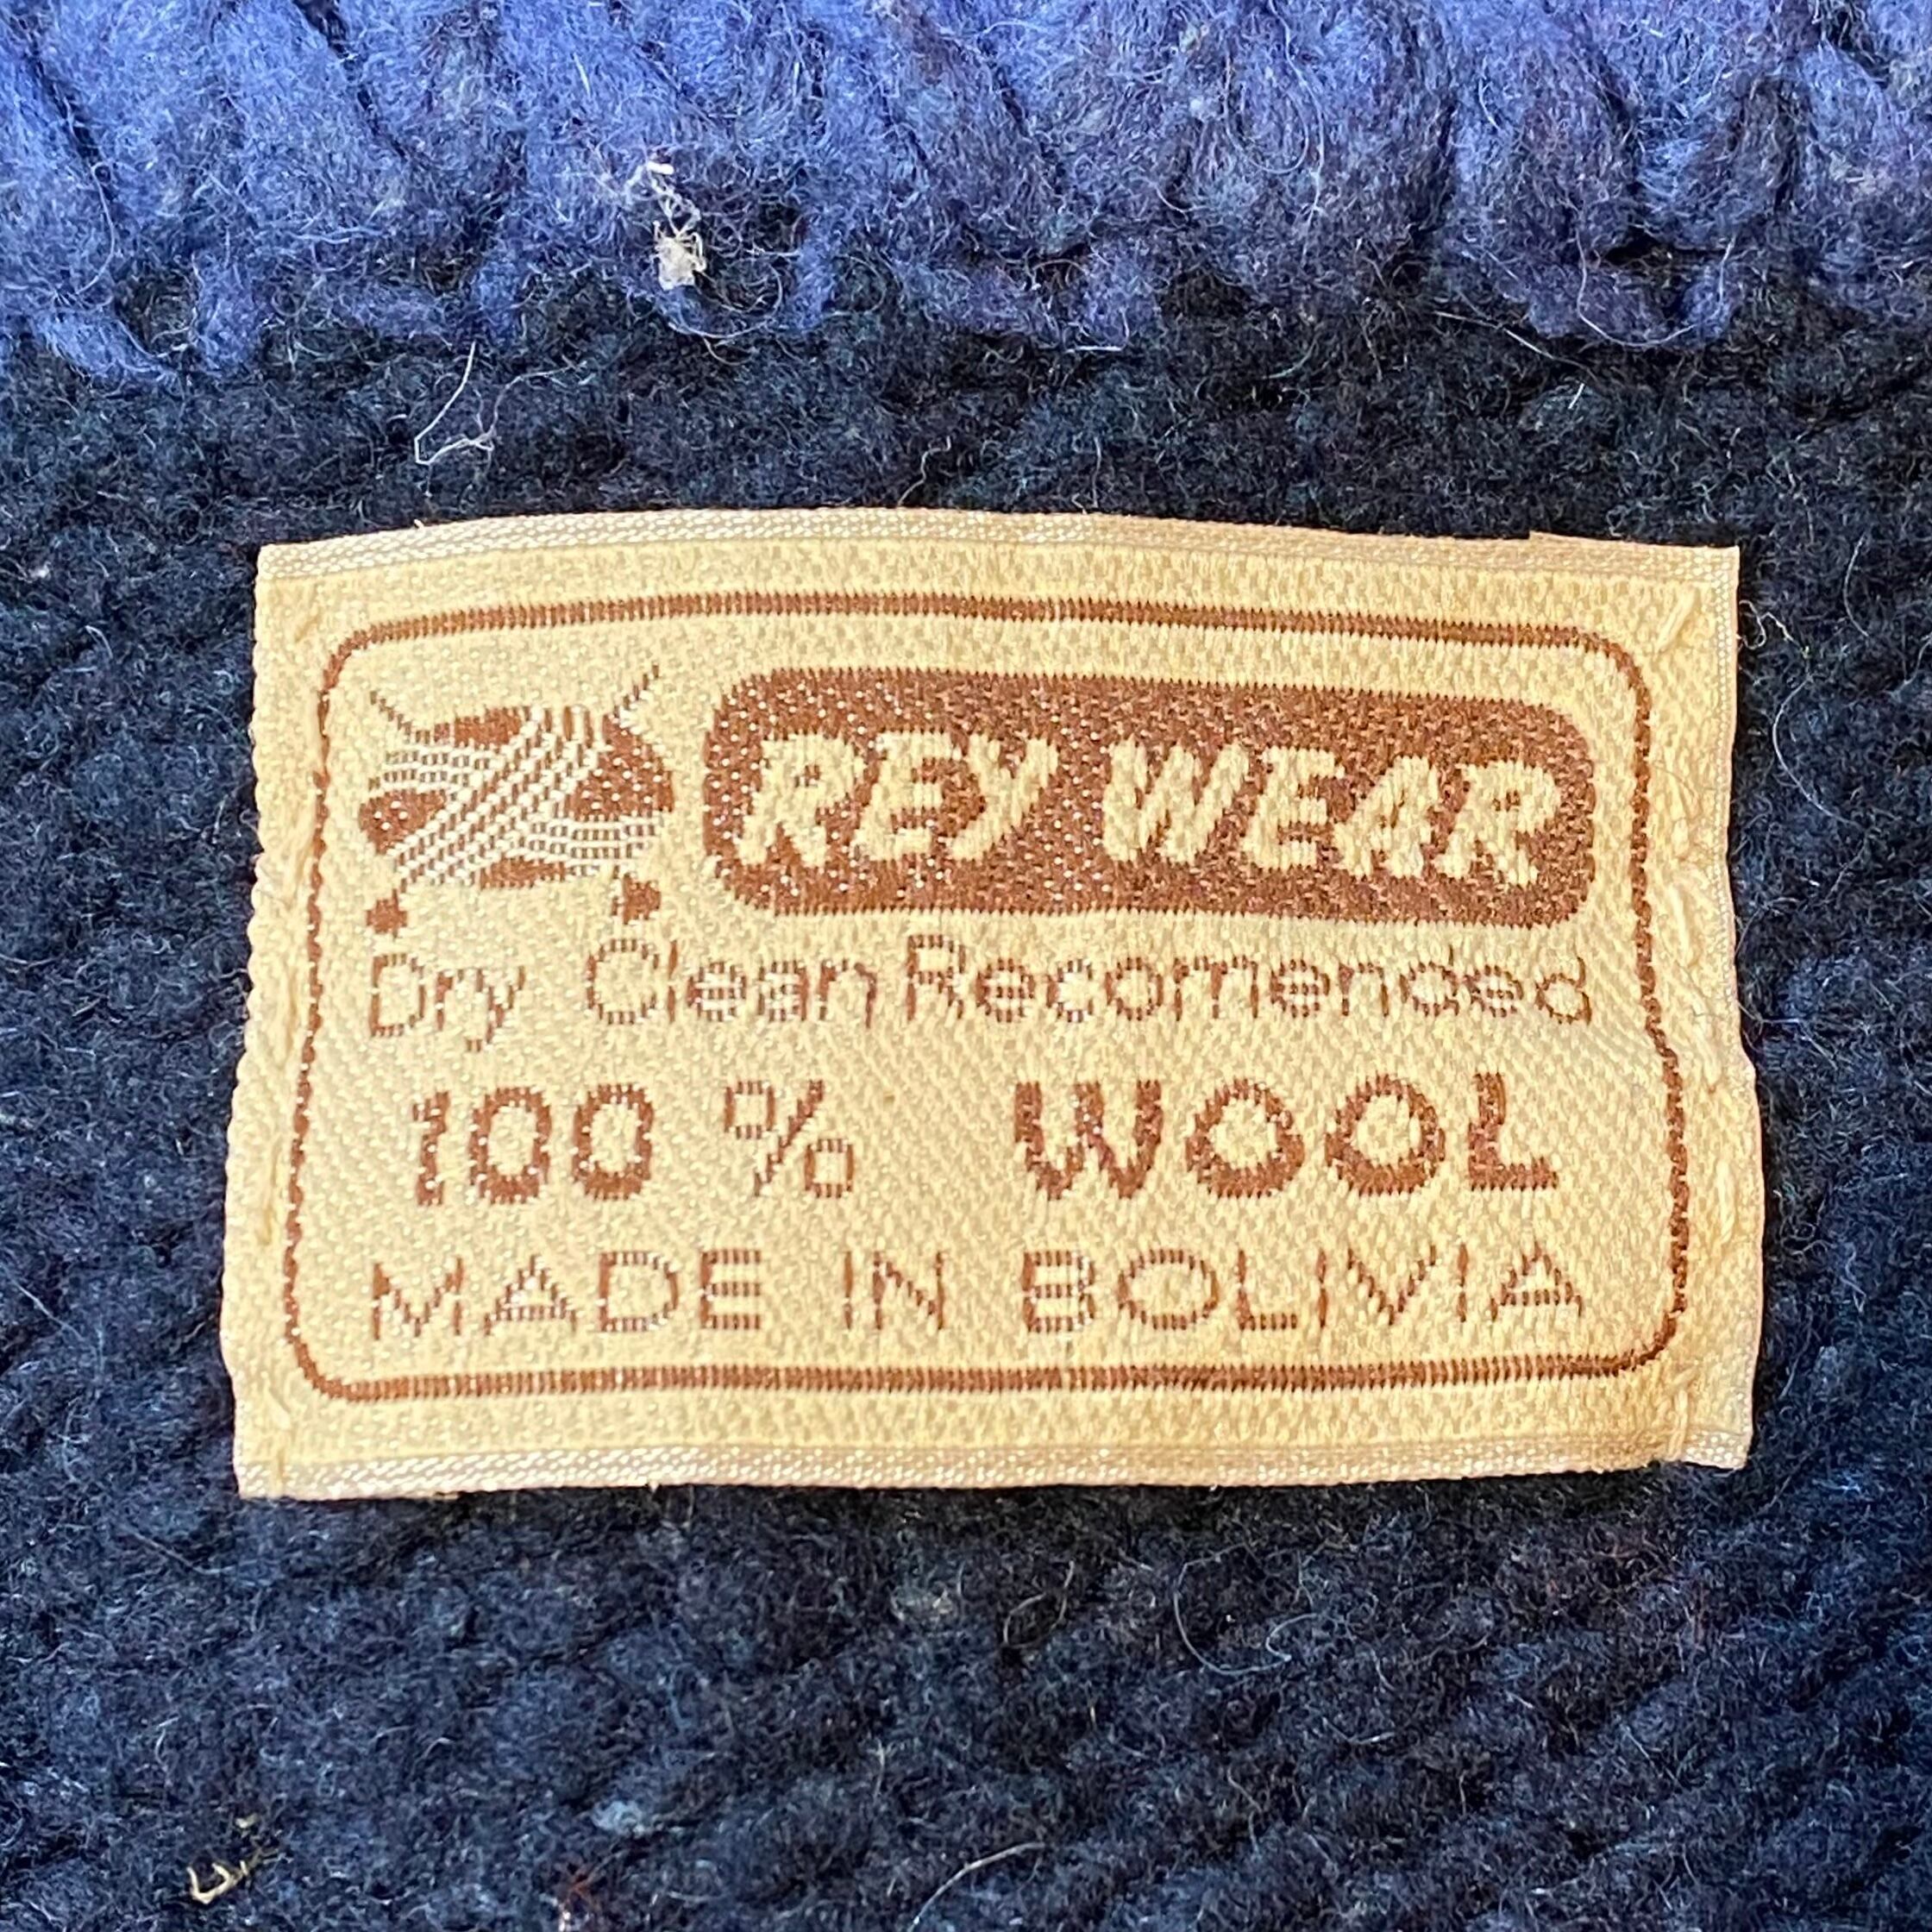 REY WEAR
Dry Clean Recomended
100 % WOOL
MADE IN BOLIVIA